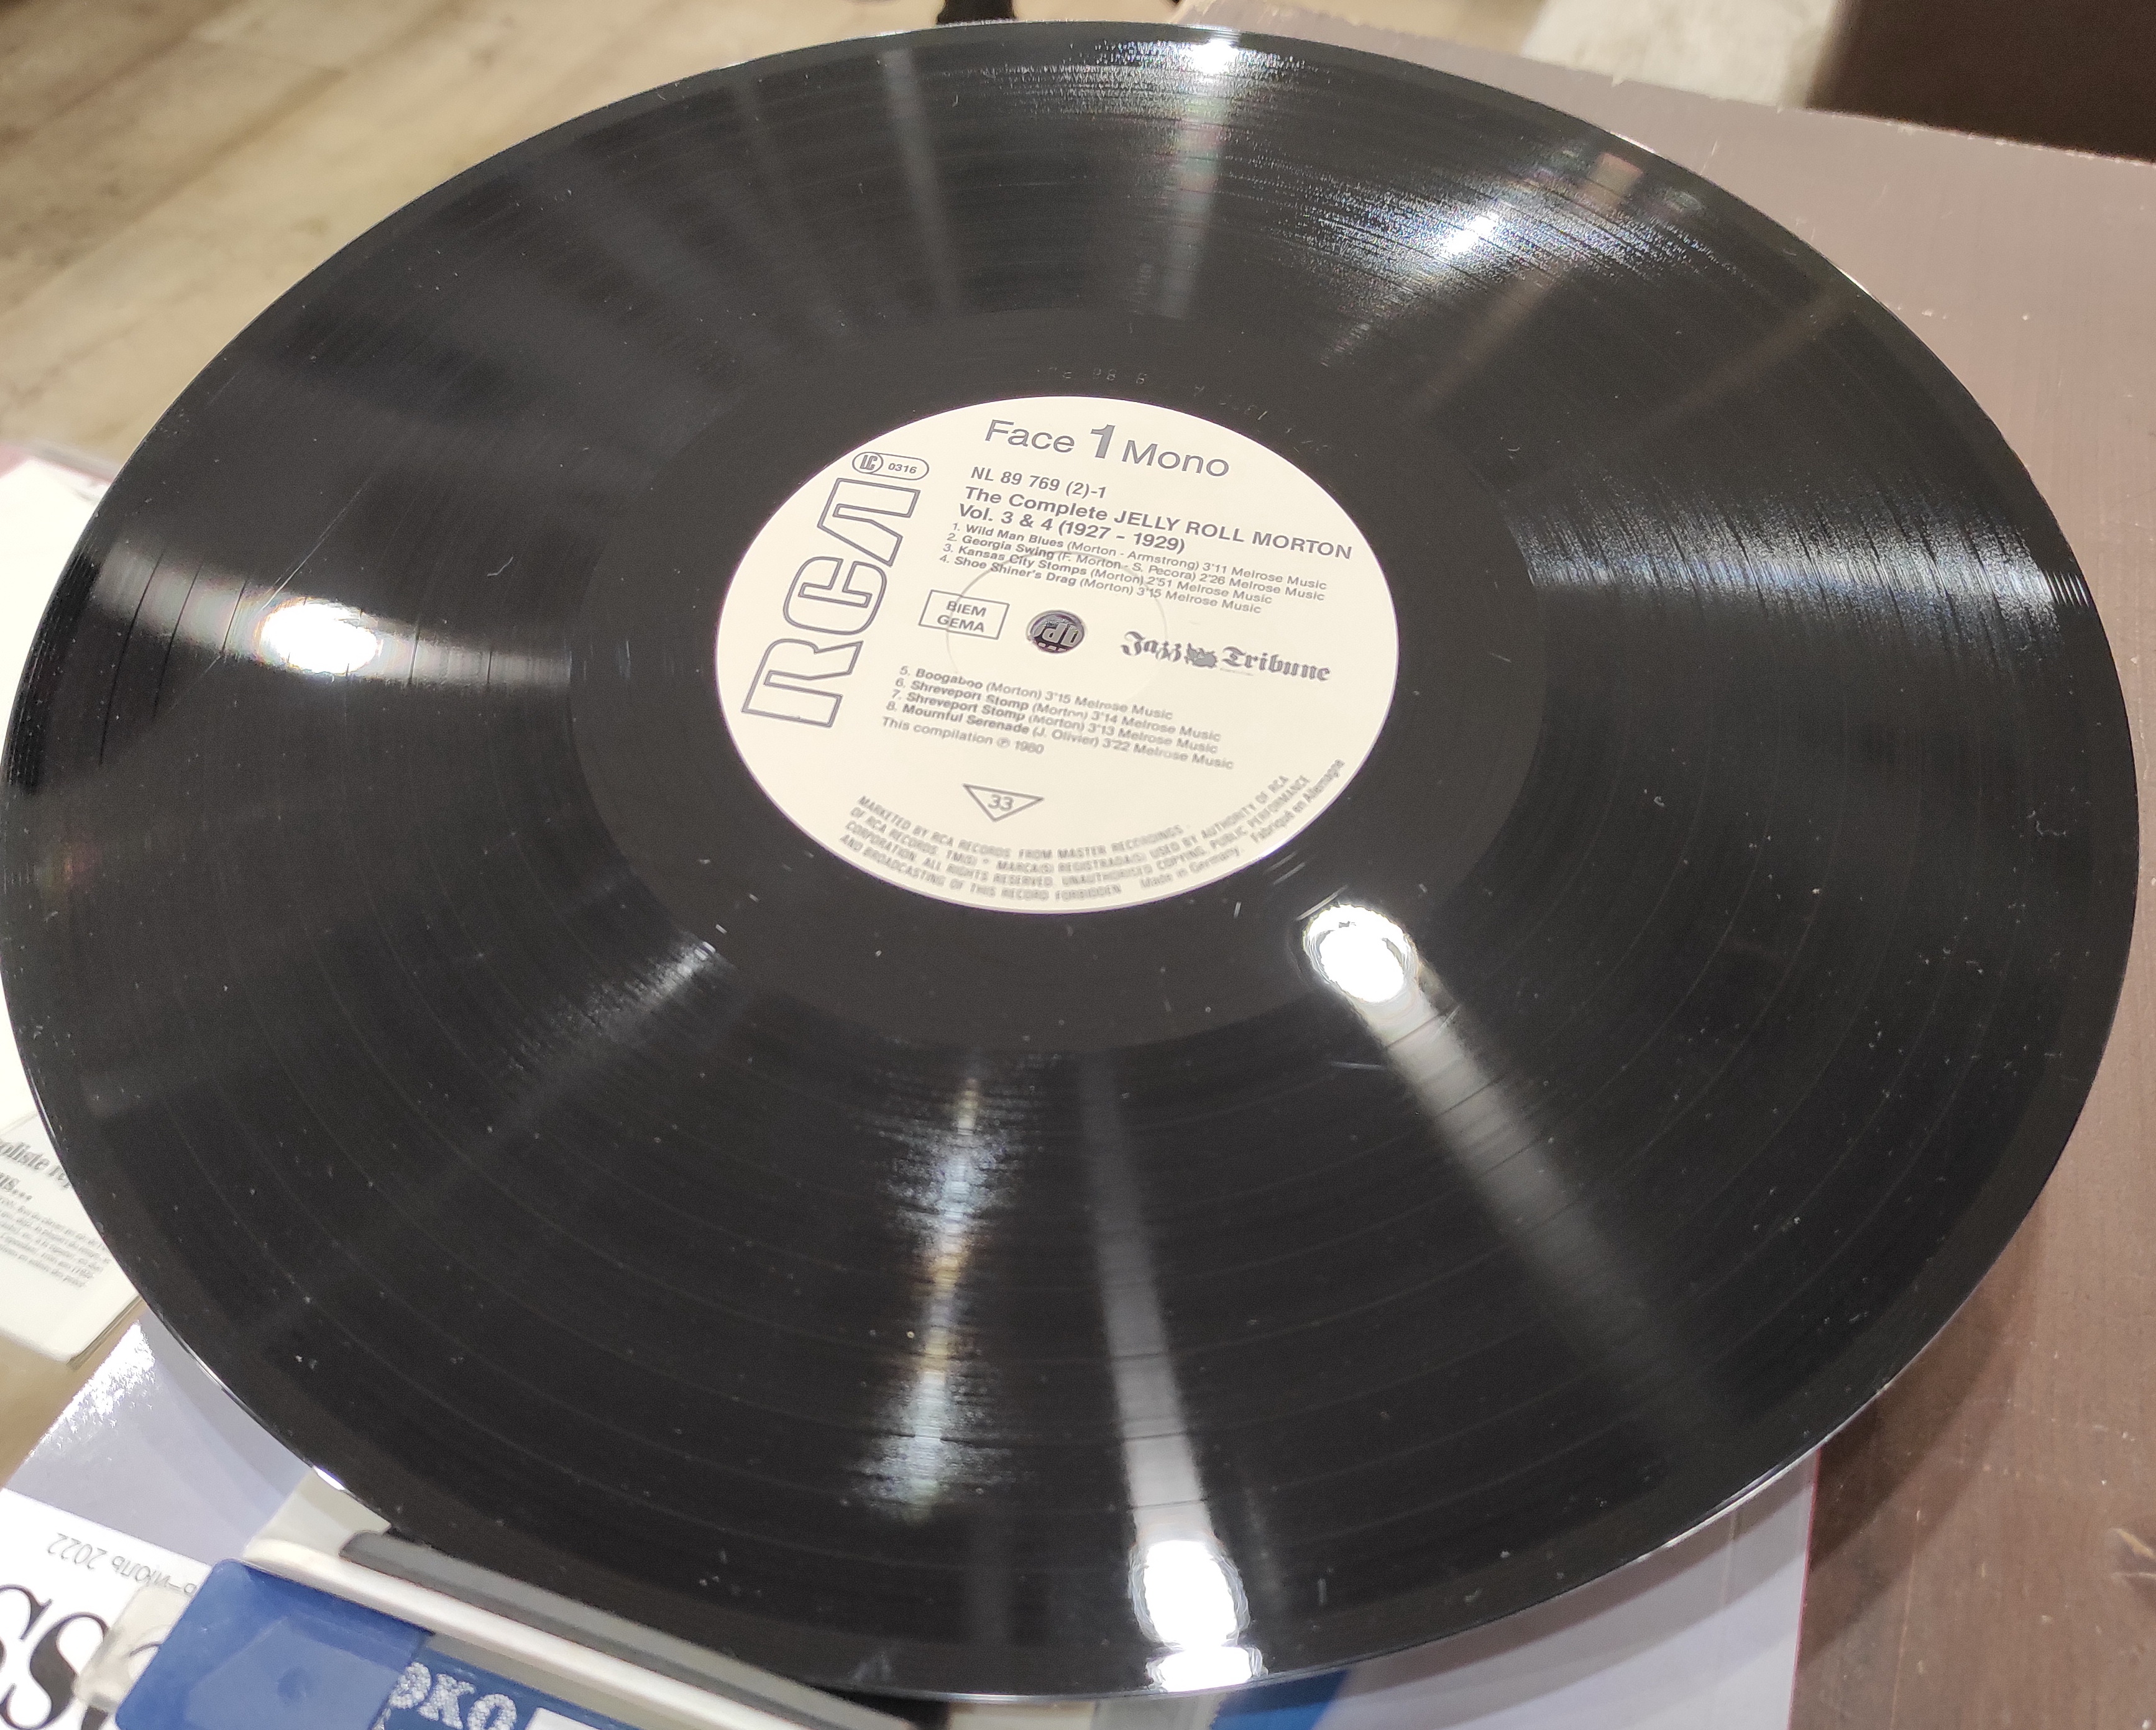 Face 1 Mono
LC 0316
RCA
NL 89 769 (2)-1
The Complete JELLY ROLL MORTON
Vol. 3 & 4 (1927 - 1929)
1. Wild Man Blues (Morton - Armstrong) 3'11 Melrose Music
2. Georgia Swing (F. Morton - S. Pecora) 2'26 Melrose Music
3. Kansas City Stomps (Morton) 2'51 Melrose Music
4. Shoe Shiner's Drag (Morton) 3'15 Melrose Music
BIEM
GEMA
Jazz Tribune
5. Boogaboo (Morton) 3'15 Melrose Music
6. Shreveport Stomp (Morton) 3'14 Melrose Music
7. Shreveport Stomp (Morton) 3'13 Melrose Music
8. Mournful Serenade (J. Olivier) 3'22 Melrose Music
This compilation ℗ 1980
33
MARKETED BY RCA RECORDS FROM MASTER RECORDINGS
OF RCA RECORDS. TM(S) ® MARCA(S) REGISTRADA(S) USED BY AUTHORITY OF RCA
CORPORATION. ALL RIGHTS RESERVED. UNAUTHORISED COPYING, PUBLIC PERFORMANCE
AND BROADCASTING OF THIS RECORD FORBIDDEN Made in Germany. Fabriqué en Allemagne
ИЮЛЬ 2022